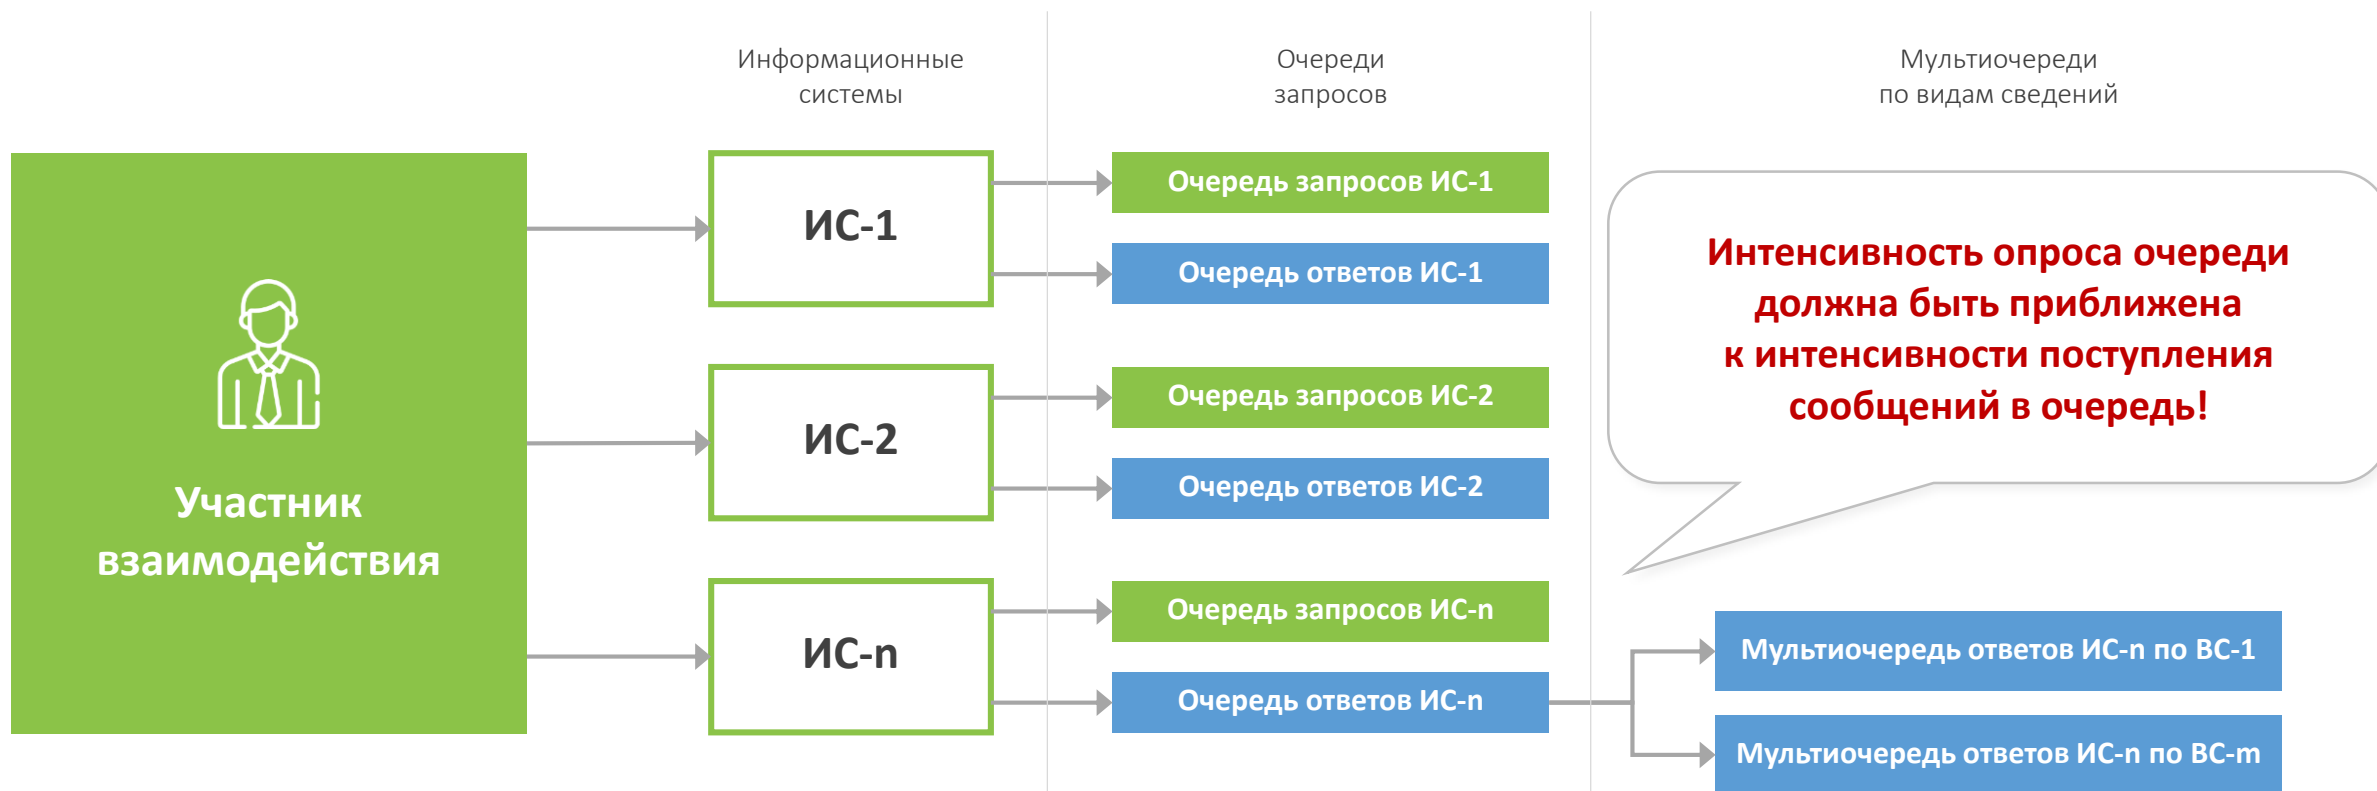 Информационные
системы
Очереди
запросов
Мультиочереди
по видам сведений
Участник
взаимодействия
ИС-1
Очередь запросов ИС-1
Очередь ответов ИС-1
ИС-2
Очередь запросов ИС-2
Очередь ответов ИС-2
ИС-n
Очередь запросов ИС-n
Очередь ответов ИС-n
Интенсивность опроса очереди
должна быть приближена
к интенсивности поступления
сообщений в очередь!
Мультиочередь ответов ИС-n по ВС-1
Мультиочередь ответов ИС-n по ВС-m